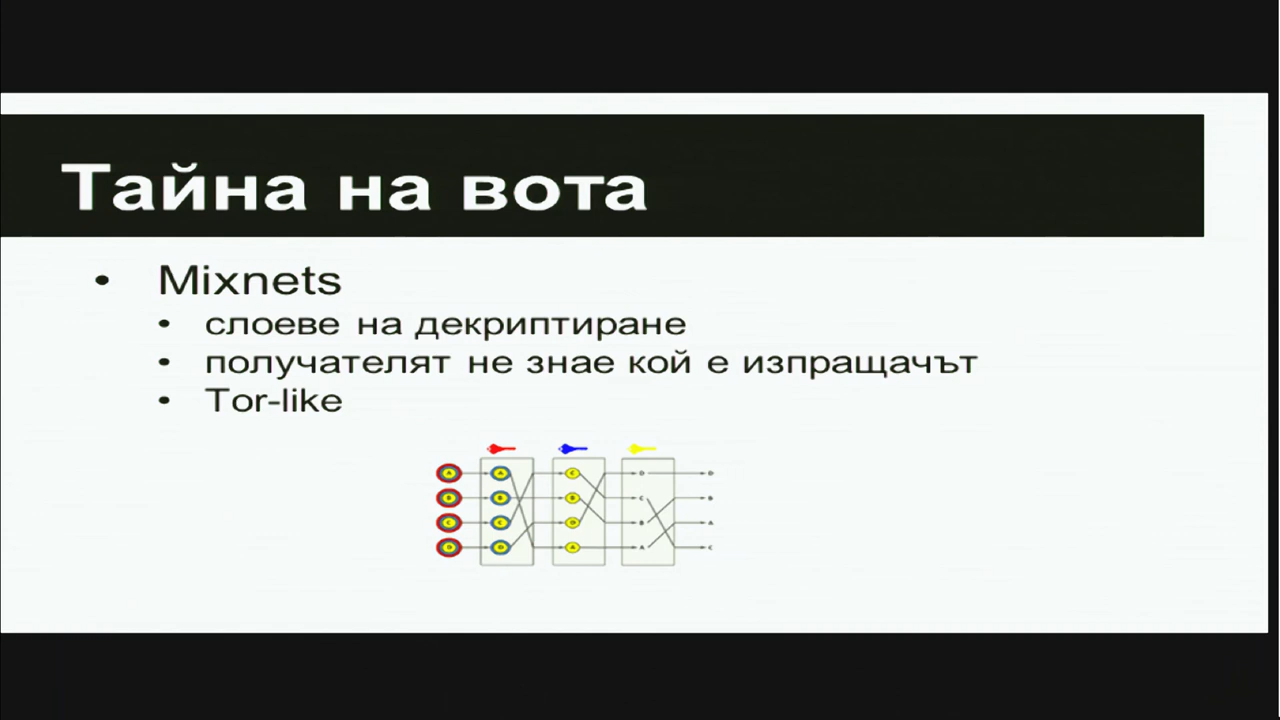 Тайна на вота
Mixnets
слоеве на декриптиране
получателят не знае кой е изпращачът
Tor-like
A A C D D
B B B C B
C C D B A
D D A A C